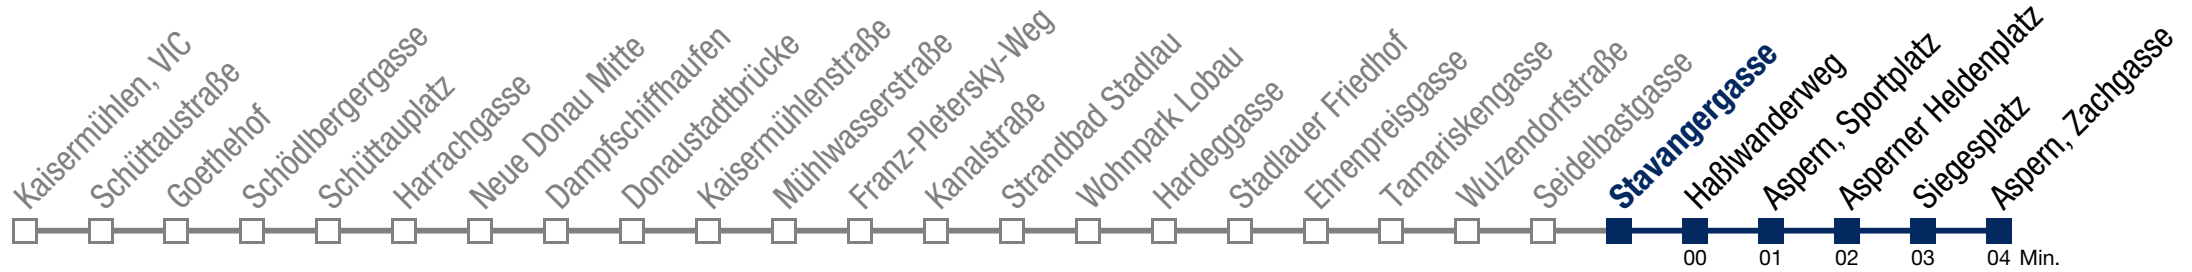 Kaisermühlen, VIC
Schüttaustraße
Goethehof
Schödlbergergasse
Schüttauplatz
Harrachgasse
Neue Donau Mitte
Dampfschiffhaufen
Donaustadtbrücke
Kaisermühlenstraße
Mühlwasserstraße
Franz-Pletersky-Weg
Kanalstraße
Strandbad Stadlau
Wohnpark Lobau
Hardeggasse
Stadlauer Friedhof
Ehrenpreisgasse
Tamariskengasse
Wulzendorfstraße
Seidelbastgasse
Stavangergasse
Haßlwanderweg
Aspern, Sportplatz
Asperner Heldenplatz
Siegesplatz
Aspern, Zachgasse
00 01 02 03 04 Min.